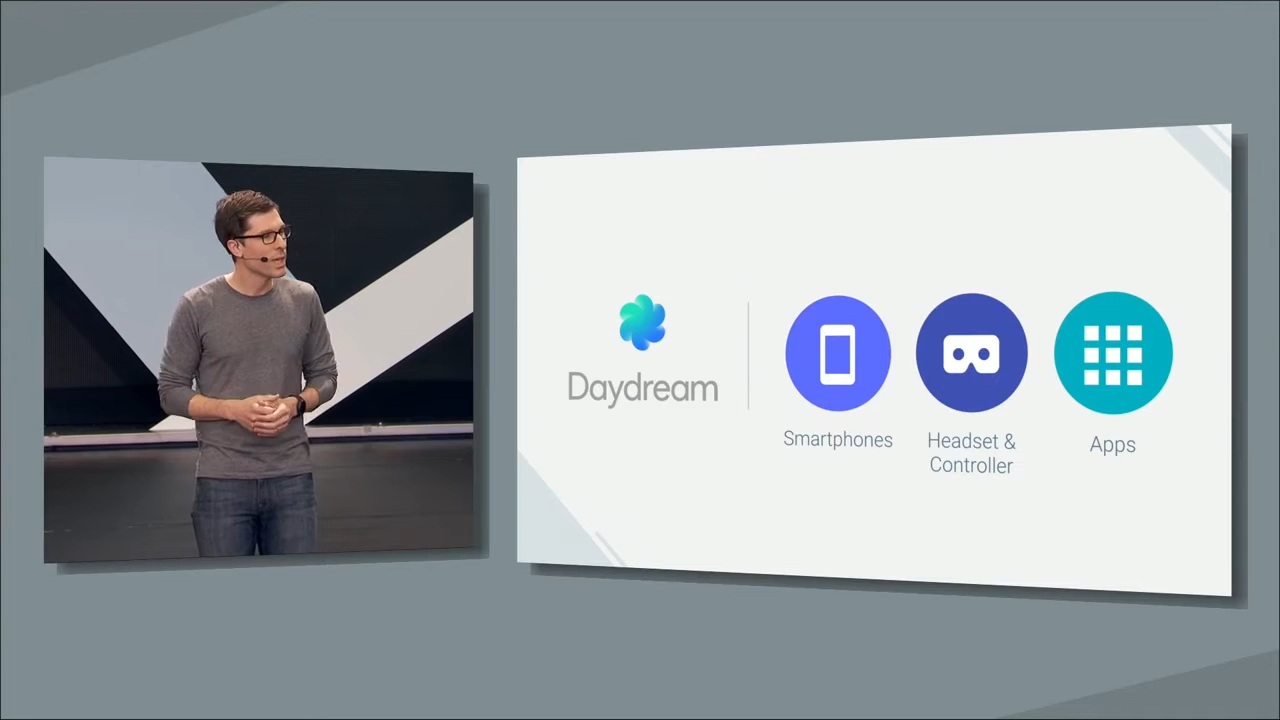 Daydream
Smartphones
Headset &
Controller
Apps